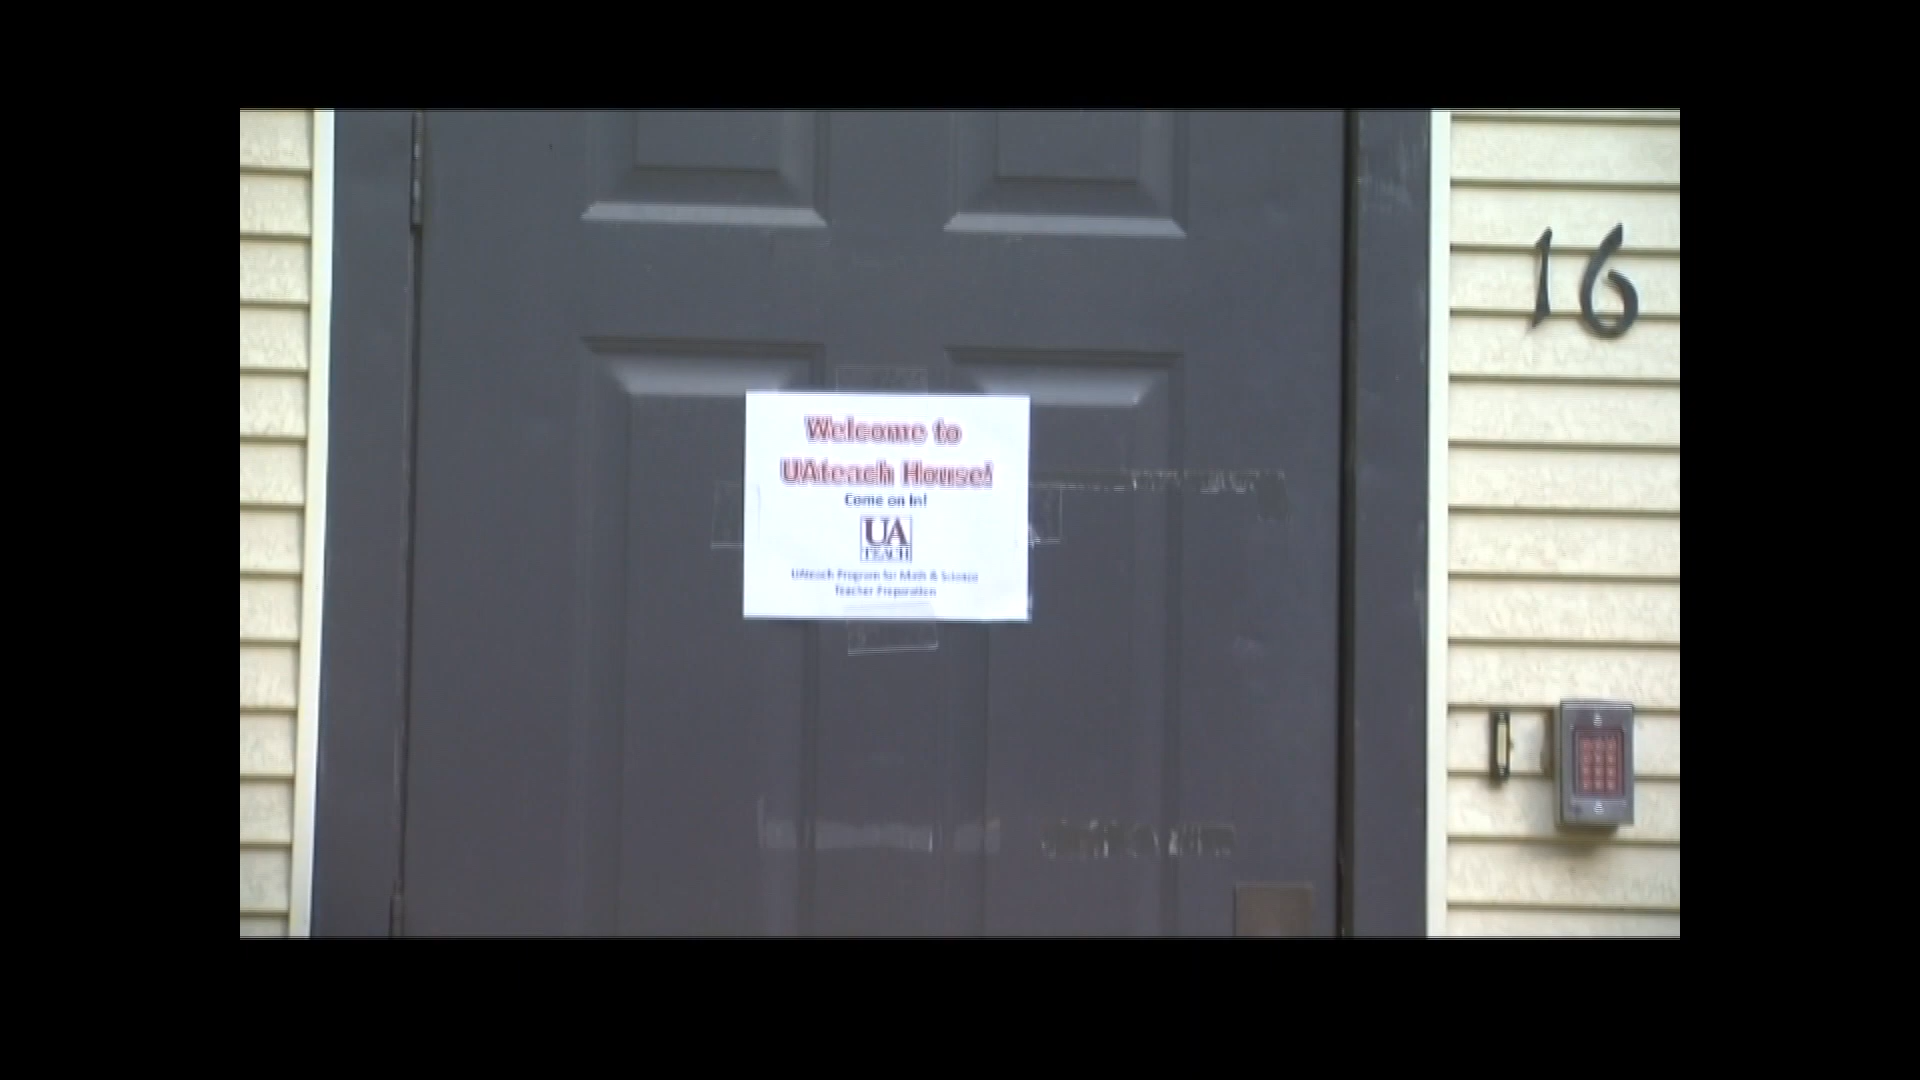 Welcome to
UAteach House!
Come on In!
UA
TEACH
UAteach Program for Math & Science
Teacher Preparation
16